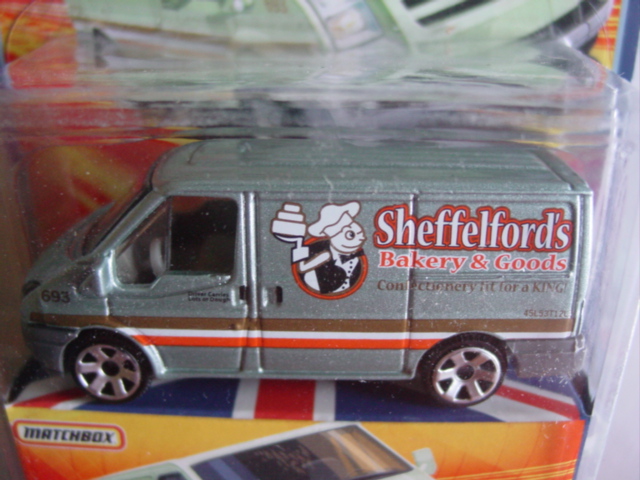 Sheffelford's
Bakery & Goods
Confectionery fit for a KING!
693
MATCHBOX